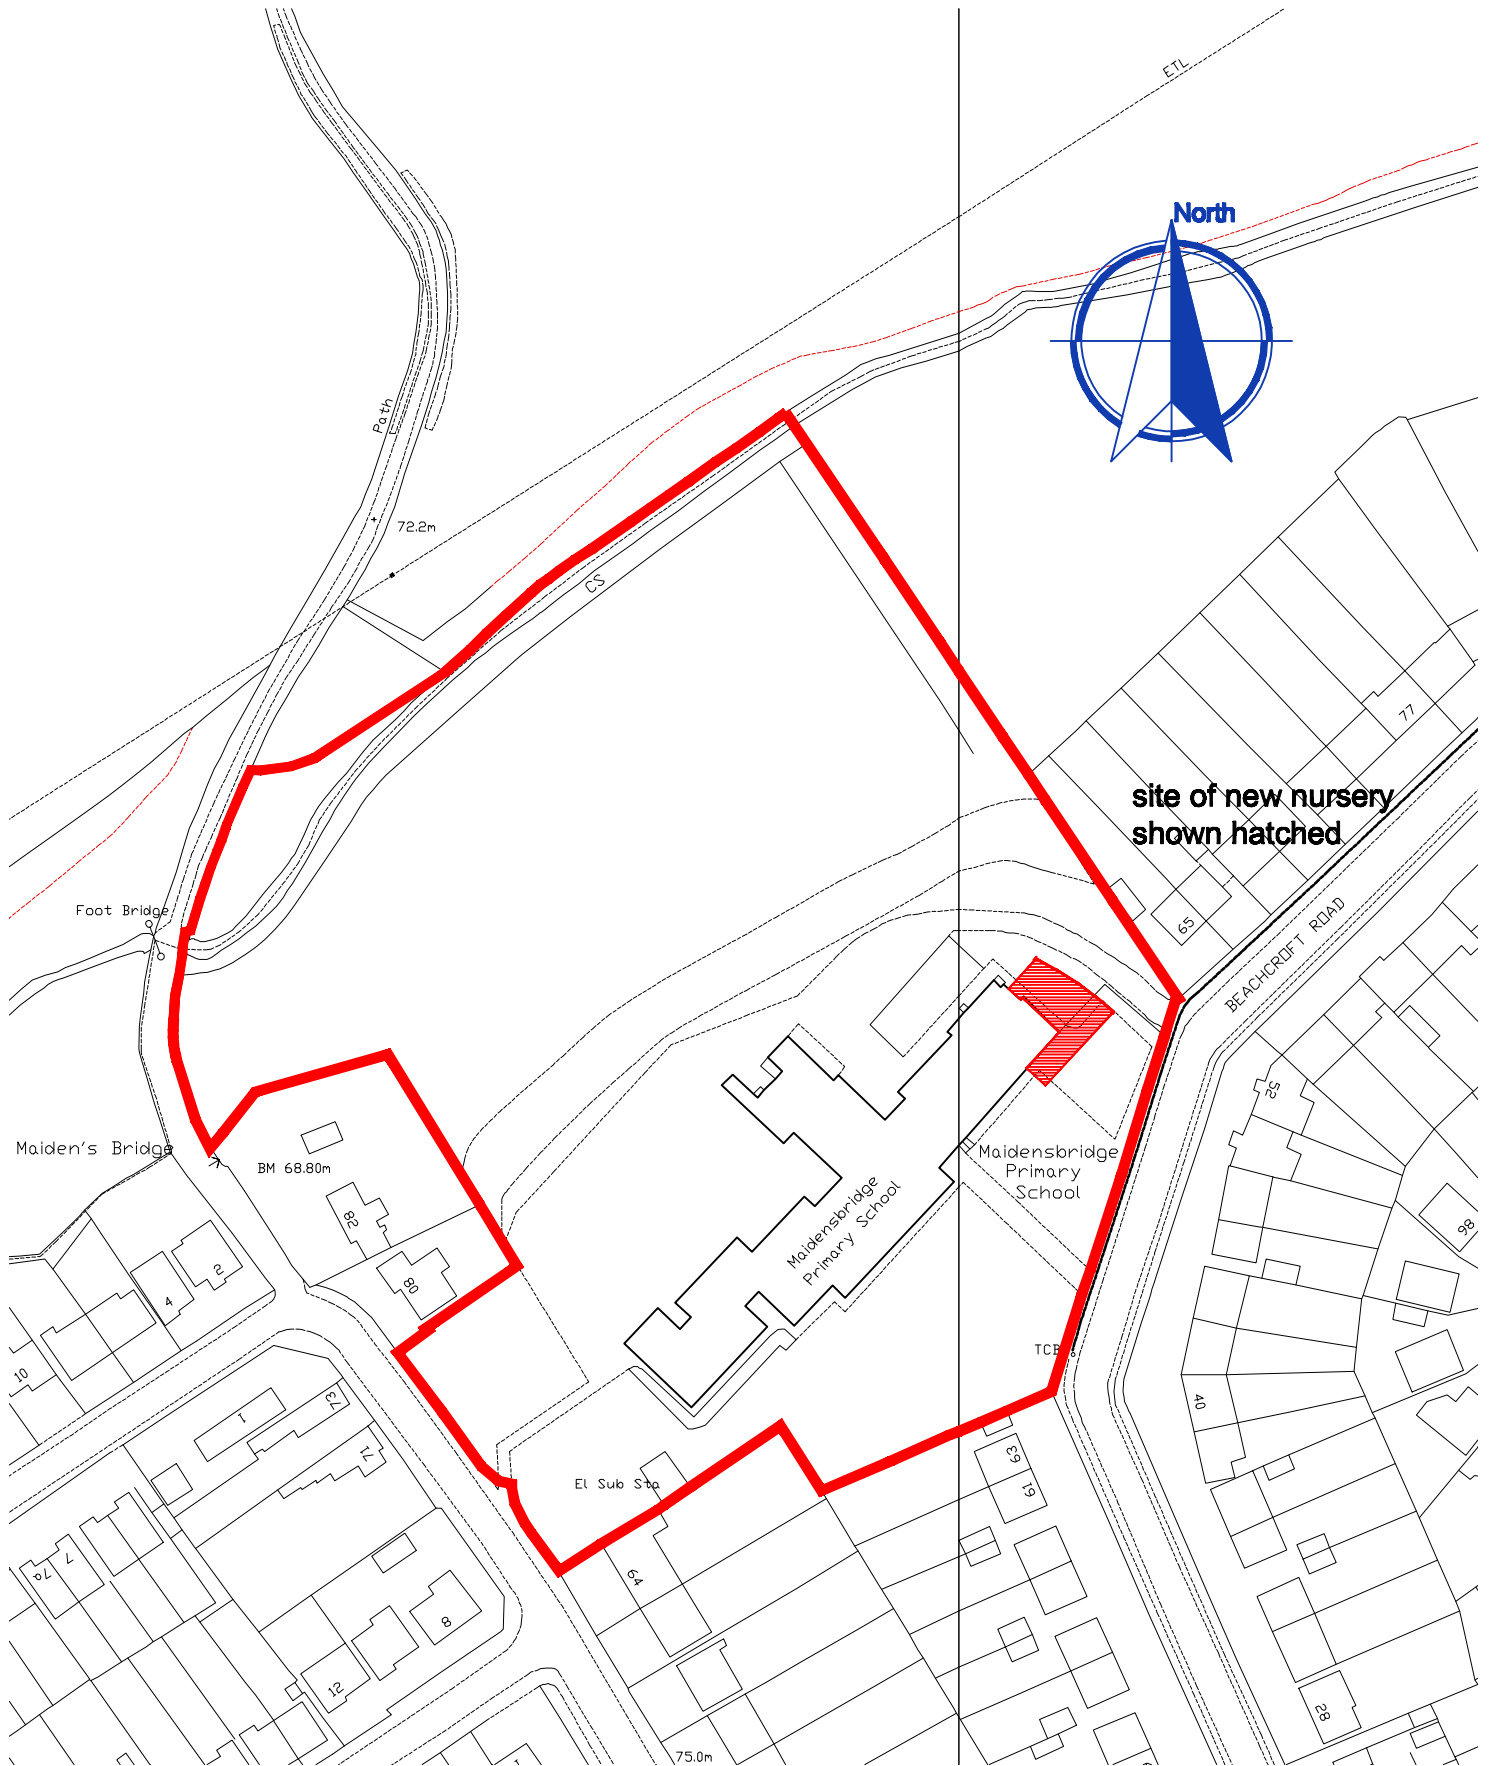 ETL
North
Path
72.2m
CS
77
site of new nursery
shown hatched
Foot Bridge
65
BEACHCROFT ROAD
52
Maiden's Bridge
BM 68.80m
Maidensbridge
Primary
School
Maidensbridge
Primary School
82
98
2
80
4
TCB
10
40
1
73
71
63
El Sub Sta
61
7
7a
64
8
12
28
75.0m